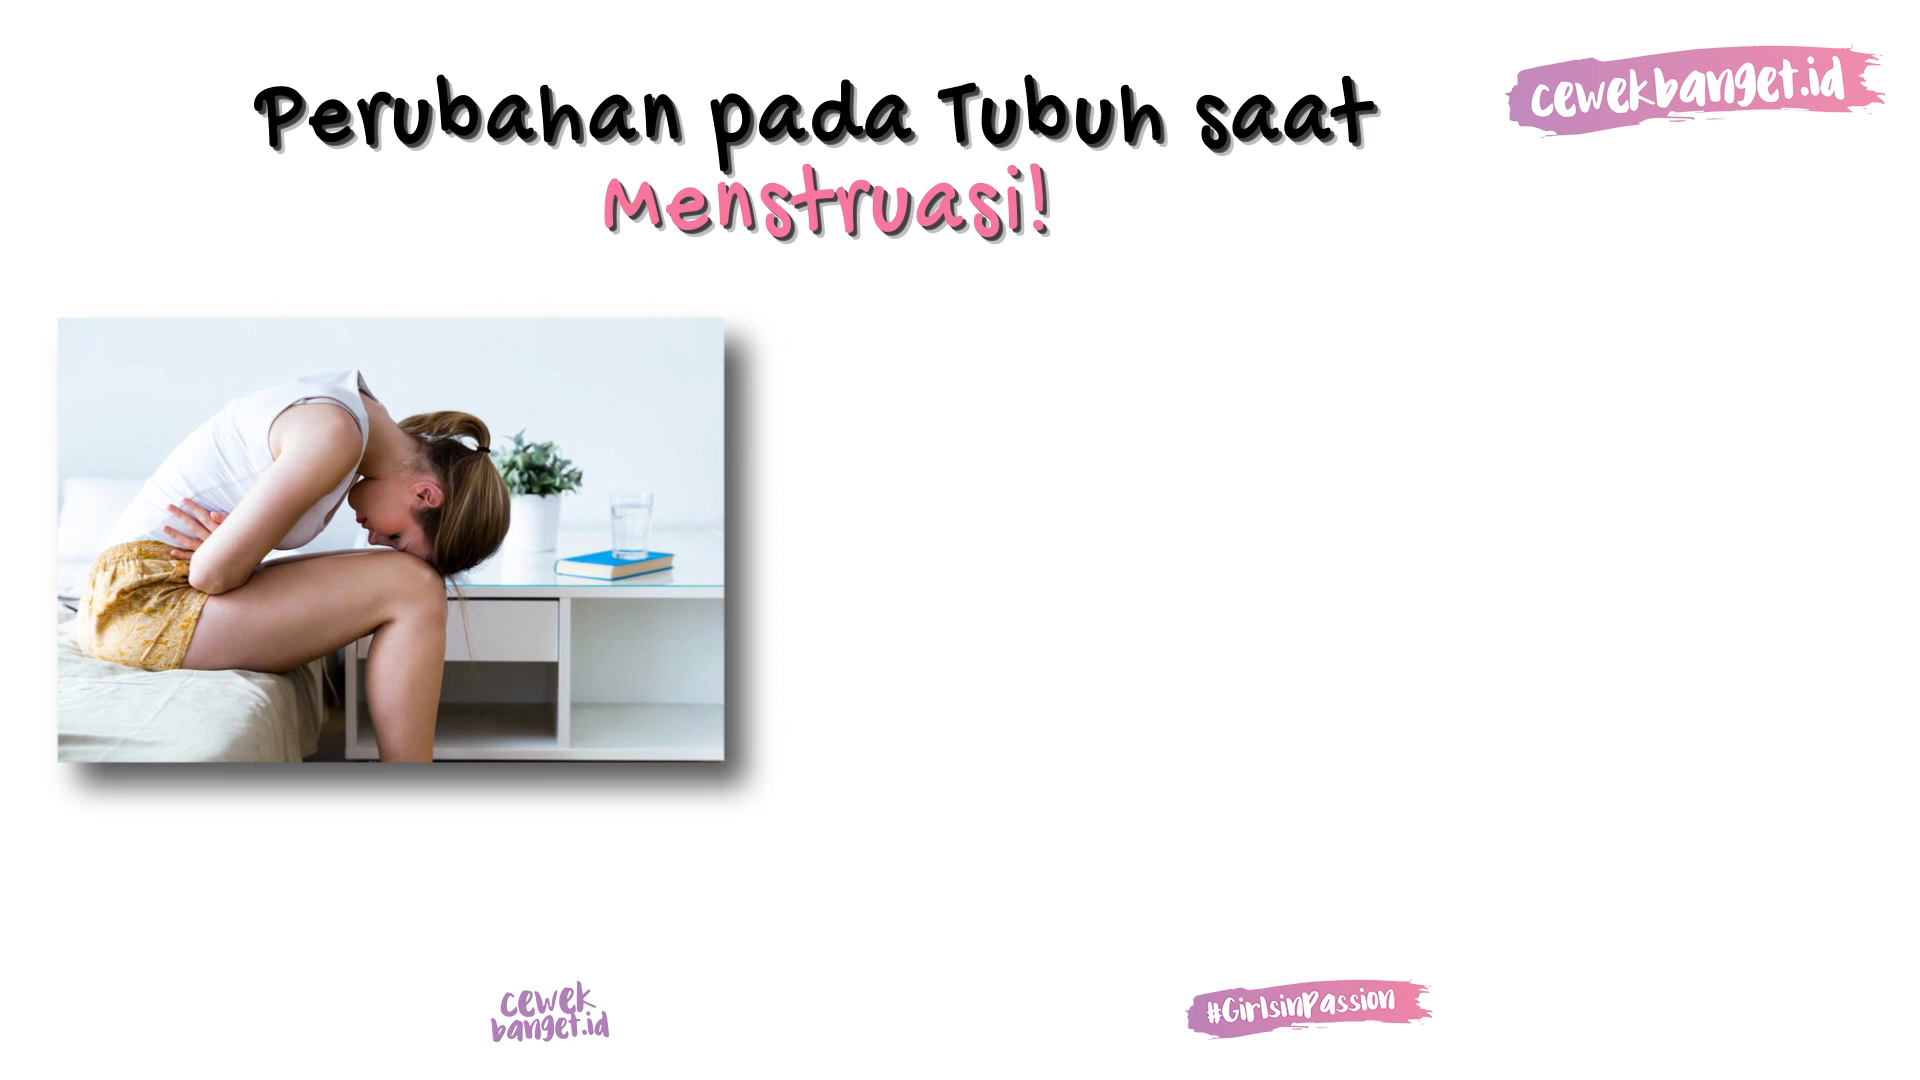 Perubahan pada Tubuh saat
Menstruasi!
cewekbanget.id
cewek
banget.id
#GirlsinPassion